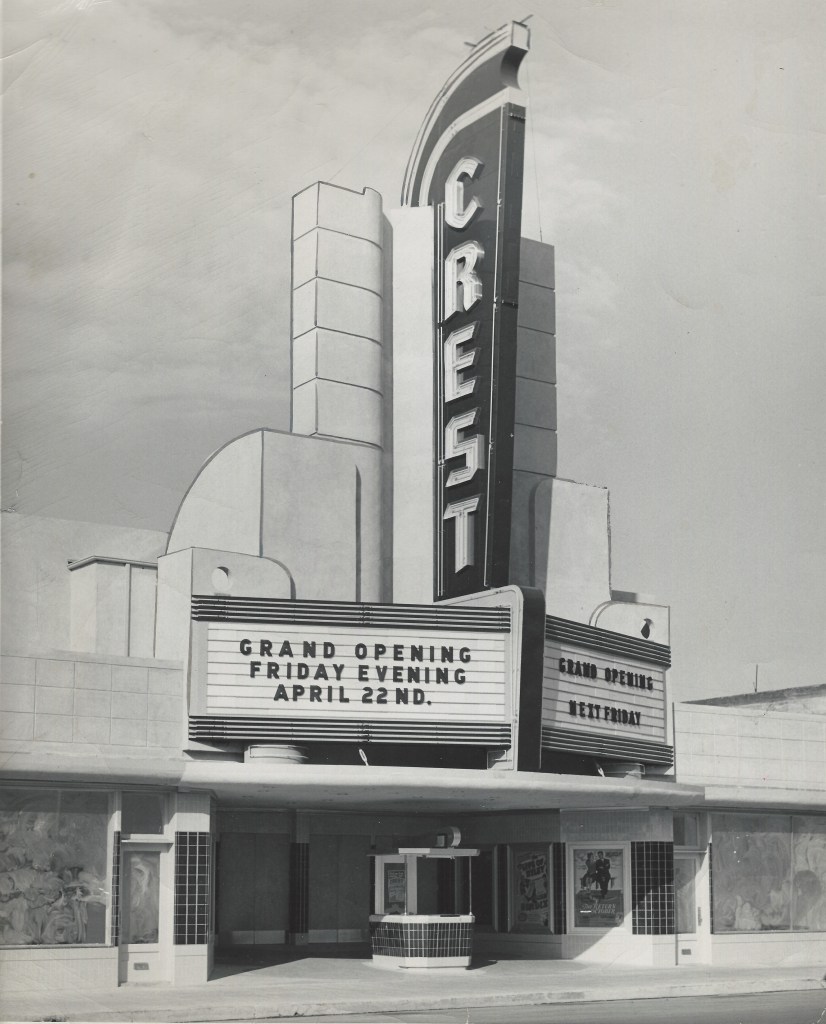 CREST
GRAND OPENING
FRIDAY EVENING
APRIL 22ND.
GRAND OPENING
NEXT FRIDAY